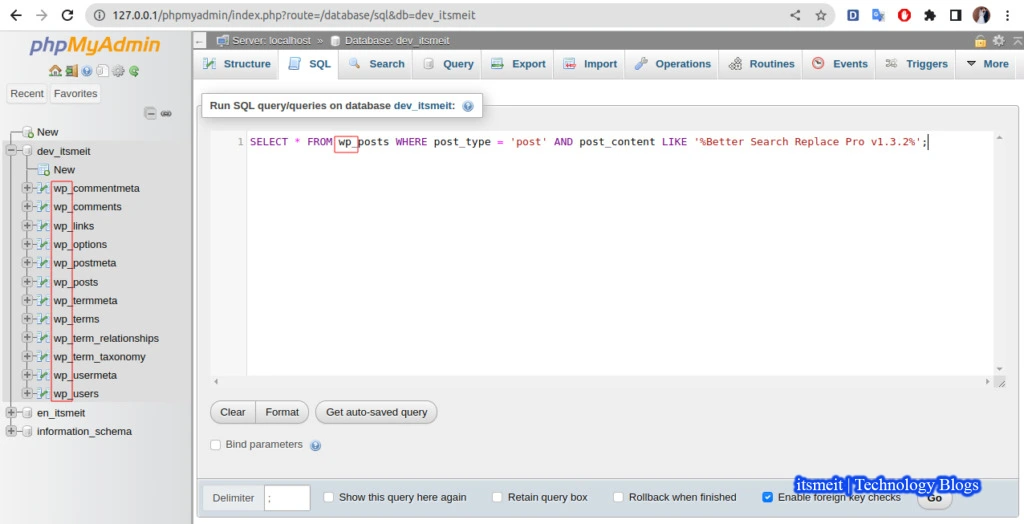 127.0.0.1/phpmyadmin/index.php?route=/database/sql&db=dev_itsmeit
phpMyAdmin
Server: localhost » Database: dev_itsmeit
Structure SQL Search Query Export Import Operations Routines Events Triggers More
Recent Favorites
Run SQL query/queries on database dev_itsmeit:
New
1 SELECT * FROM wp_posts WHERE post_type = 'post' AND post_content LIKE '%Better Search Replace Pro v1.3.2%';
dev_itsmeit
New
wp_commentmeta
wp_comments
wp_links
wp_options
wp_postmeta
wp_posts
wp_termmeta
wp_terms
wp_term_relationships
wp_term_taxonomy
wp_usermeta
wp_users
en_itsmeit
information_schema
Clear Format Get auto-saved query
Bind parameters
itsmeit | Technology Blogs
Delimiter ; Show this query here again Retain query box Rollback when finished Enable foreign key checks Go